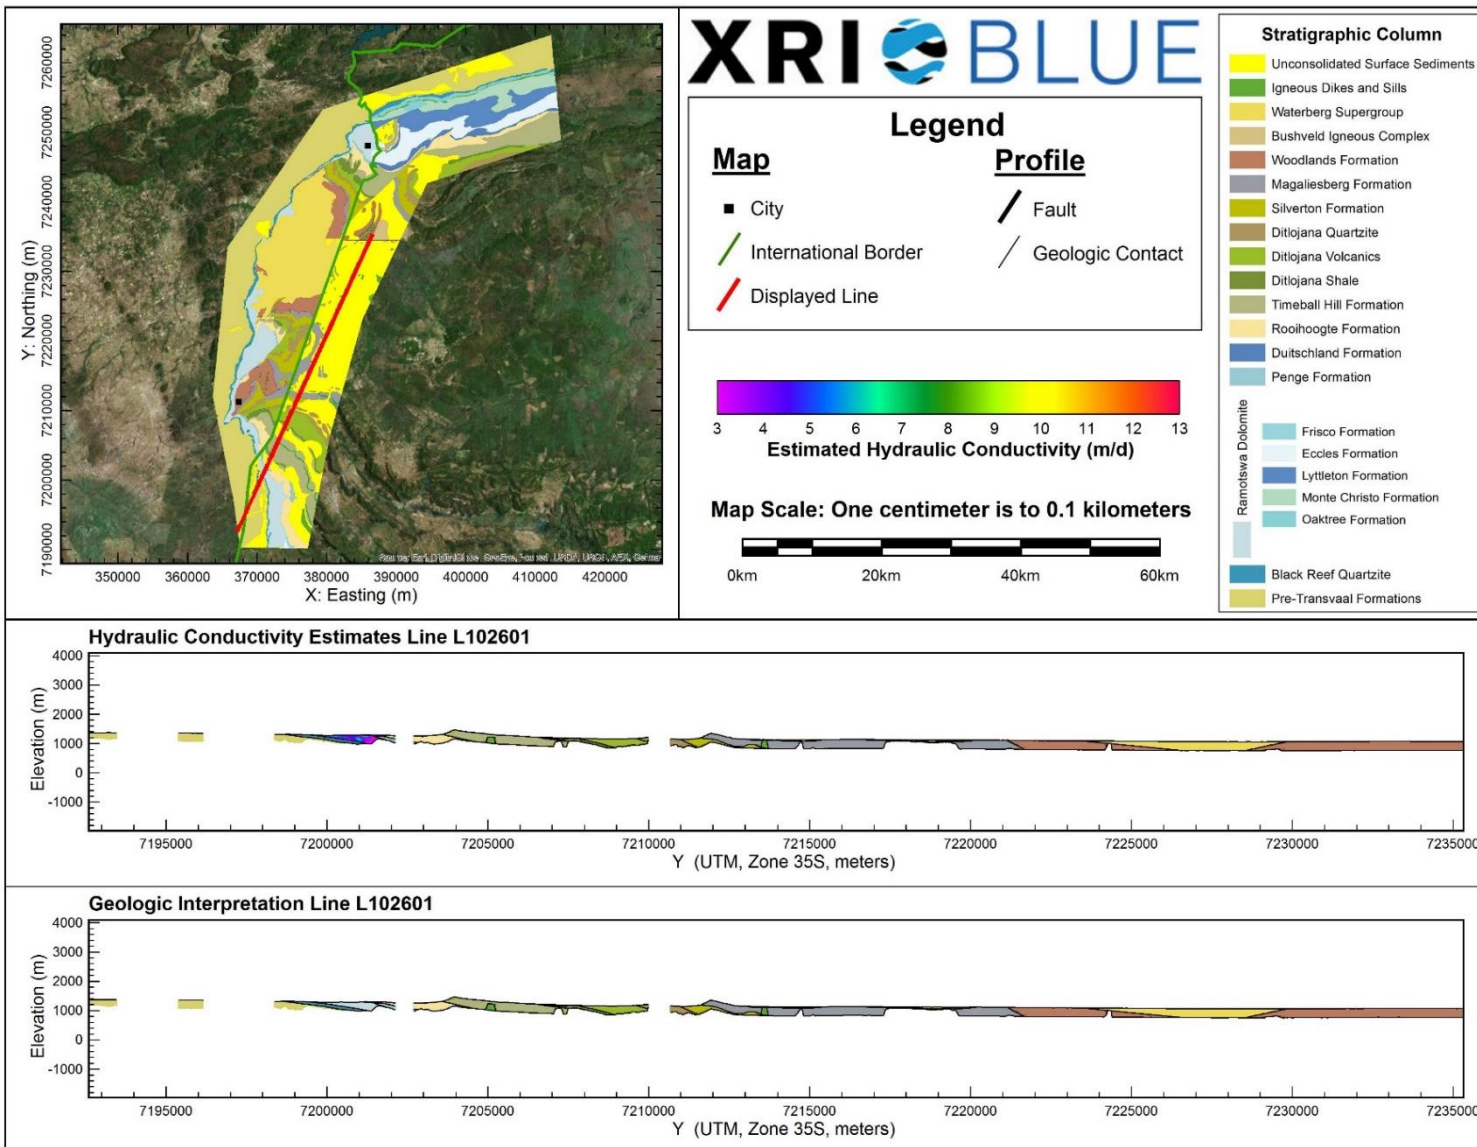 7260000
7250000
7240000
7230000
7220000
7210000
7200000
7190000
Y: Northing (m)
350000 360000 370000 380000 390000 400000 410000 420000
X: Easting (m)
XRI BLUE
Legend
Map
City
International Border
Displayed Line
Profile
Fault
Geologic Contact
3 4 5 6 7 8 9 10 11 12 13
Estimated Hydraulic Conductivity (m/d)
Map Scale: One centimeter is to 0.1 kilometers
0km 20km 40km 60km
Stratigraphic Column
Unconsolidated Surface Sediments
Igneous Dikes and Sills
Waterberg Supergroup
Bushveld Igneous Complex
Woodlands Formation
Magaliesberg Formation
Silverton Formation
Ditlojana Quartzite
Ditlojana Volcanics
Ditlojana Shale
Timeball Hill Formation
Rooihoogte Formation
Duitschland Formation
Penge Formation
Ramotswa Dolomite
Frisco Formation
Eccles Formation
Lyttleton Formation
Monte Christo Formation
Oaktree Formation
Black Reef Quartzite
Pre-Transvaal Formations
Hydraulic Conductivity Estimates Line L102601
4000
3000
2000
1000
0
-1000
Elevation (m)
7195000 7200000 7205000 7210000 7215000 7220000 7225000 7230000 7235000
Y (UTM, Zone 35S, meters)
Geologic Interpretation Line L102601
4000
3000
2000
1000
0
-1000
Elevation (m)
7195000 7200000 7205000 7210000 7215000 7220000 7225000 7230000 7235000
Y (UTM, Zone 35S, meters)